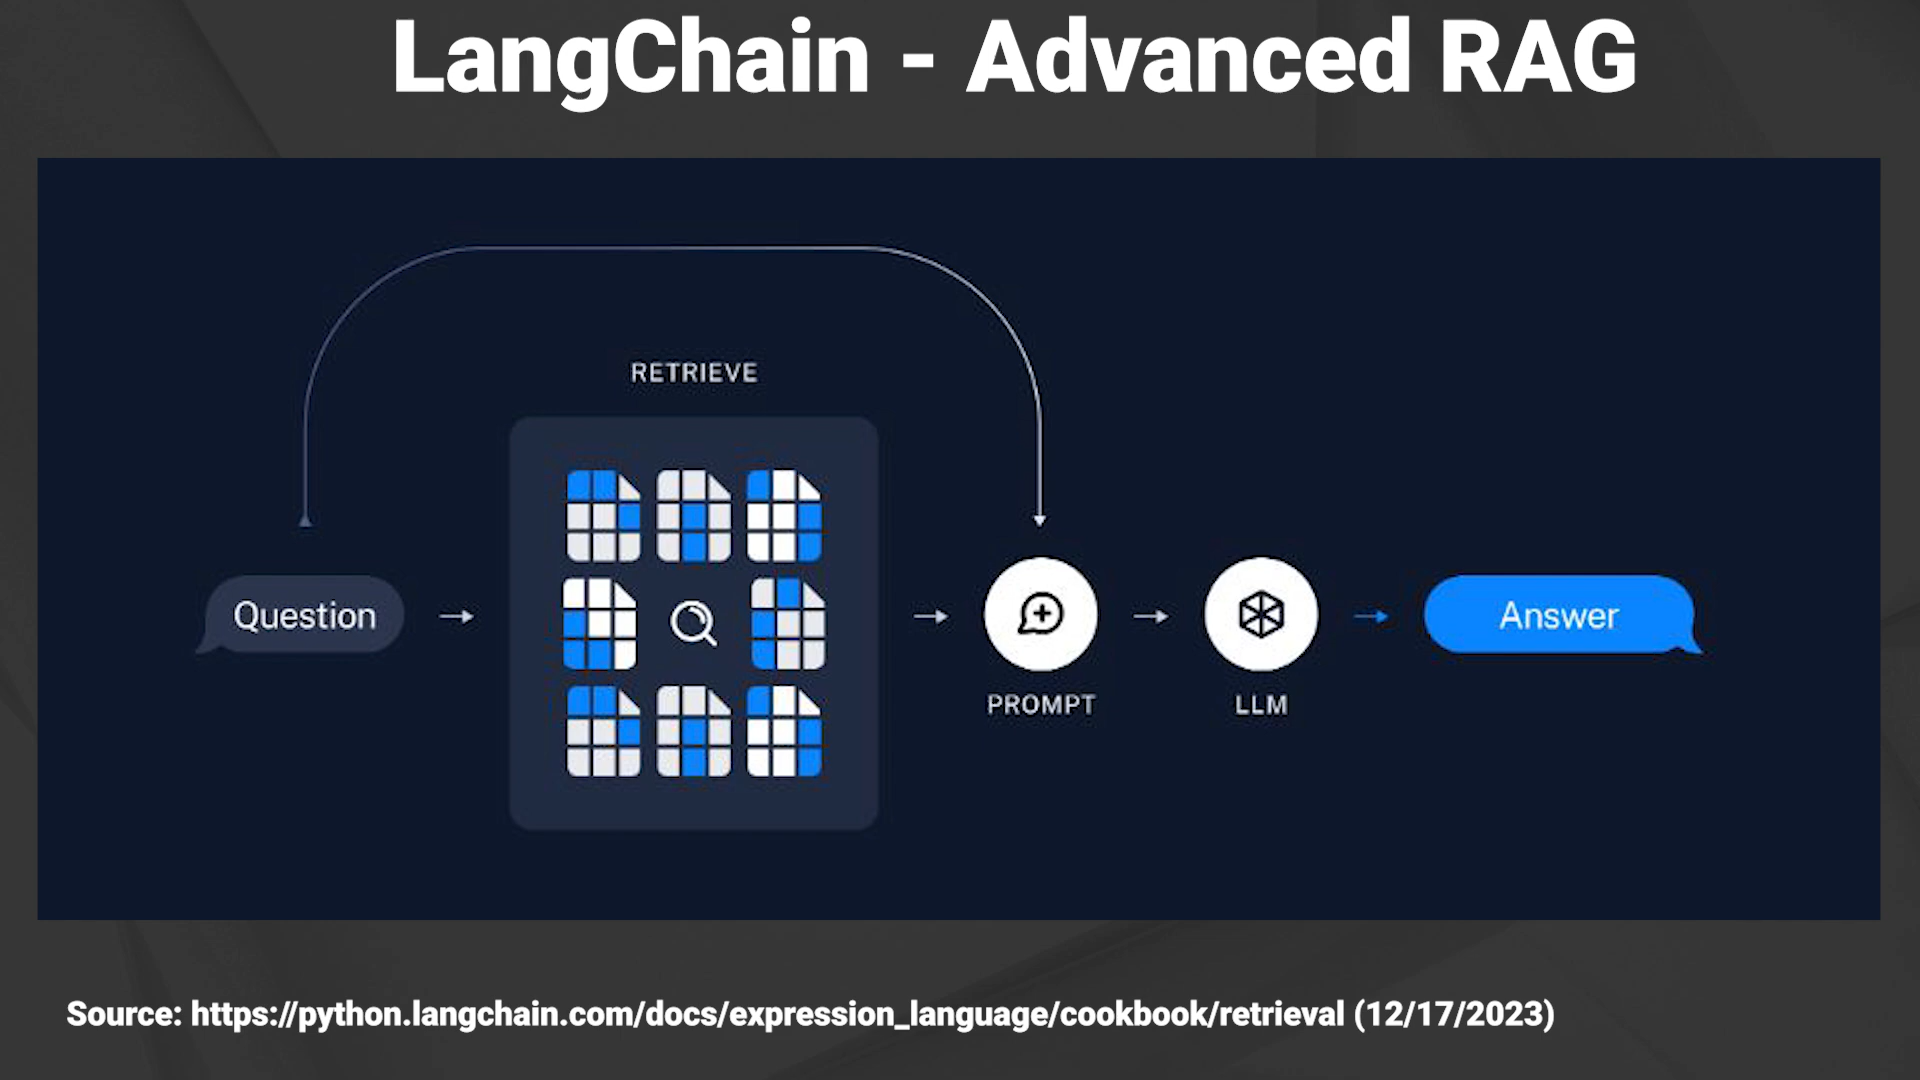 LangChain - Advanced RAG
RETRIEVE
Question
PROMPT
LLM
Answer
Source: https://python.langchain.com/docs/expression_language/cookbook/retrieval (12/17/2023)